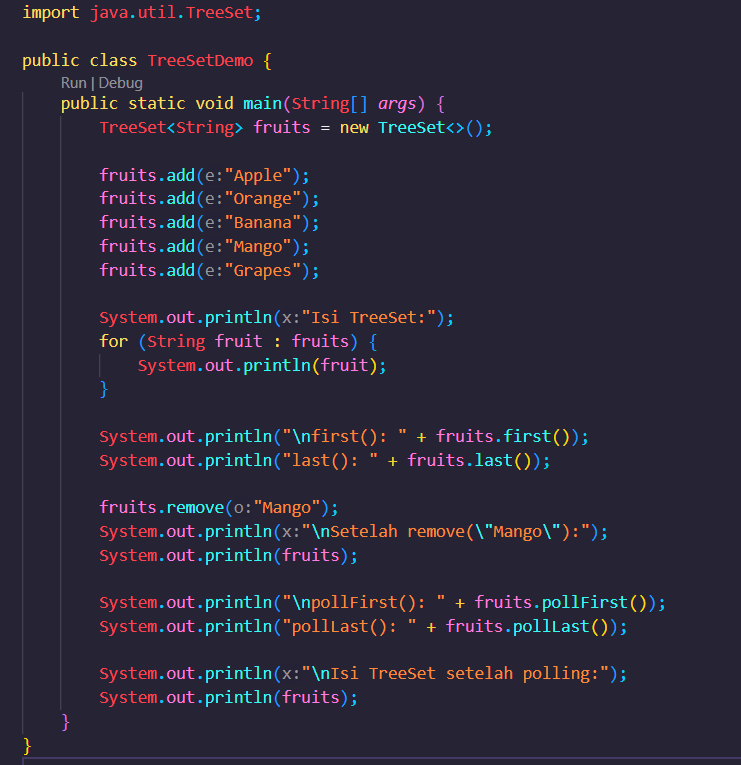 import java.util.TreeSet;
public class TreeSetDemo {
Run | Debug
public static void main(String[] args) {
TreeSet<String> fruits = new TreeSet<>();
fruits.add(e:"Apple");
fruits.add(e:"Orange");
fruits.add(e:"Banana");
fruits.add(e:"Mango");
fruits.add(e:"Grapes");
System.out.println(x:"Isi TreeSet:");
for (String fruit : fruits) {
System.out.println(fruit);
}
System.out.println("\nfirst(): " + fruits.first());
System.out.println("last(): " + fruits.last());
fruits.remove(o:"Mango");
System.out.println(x:"\nSetelah remove(\"Mango\"):");
System.out.println(fruits);
System.out.println("\npollFirst(): " + fruits.pollFirst());
System.out.println("pollLast(): " + fruits.pollLast());
System.out.println(x:"\nIsi TreeSet setelah polling:");
System.out.println(fruits);
}
}